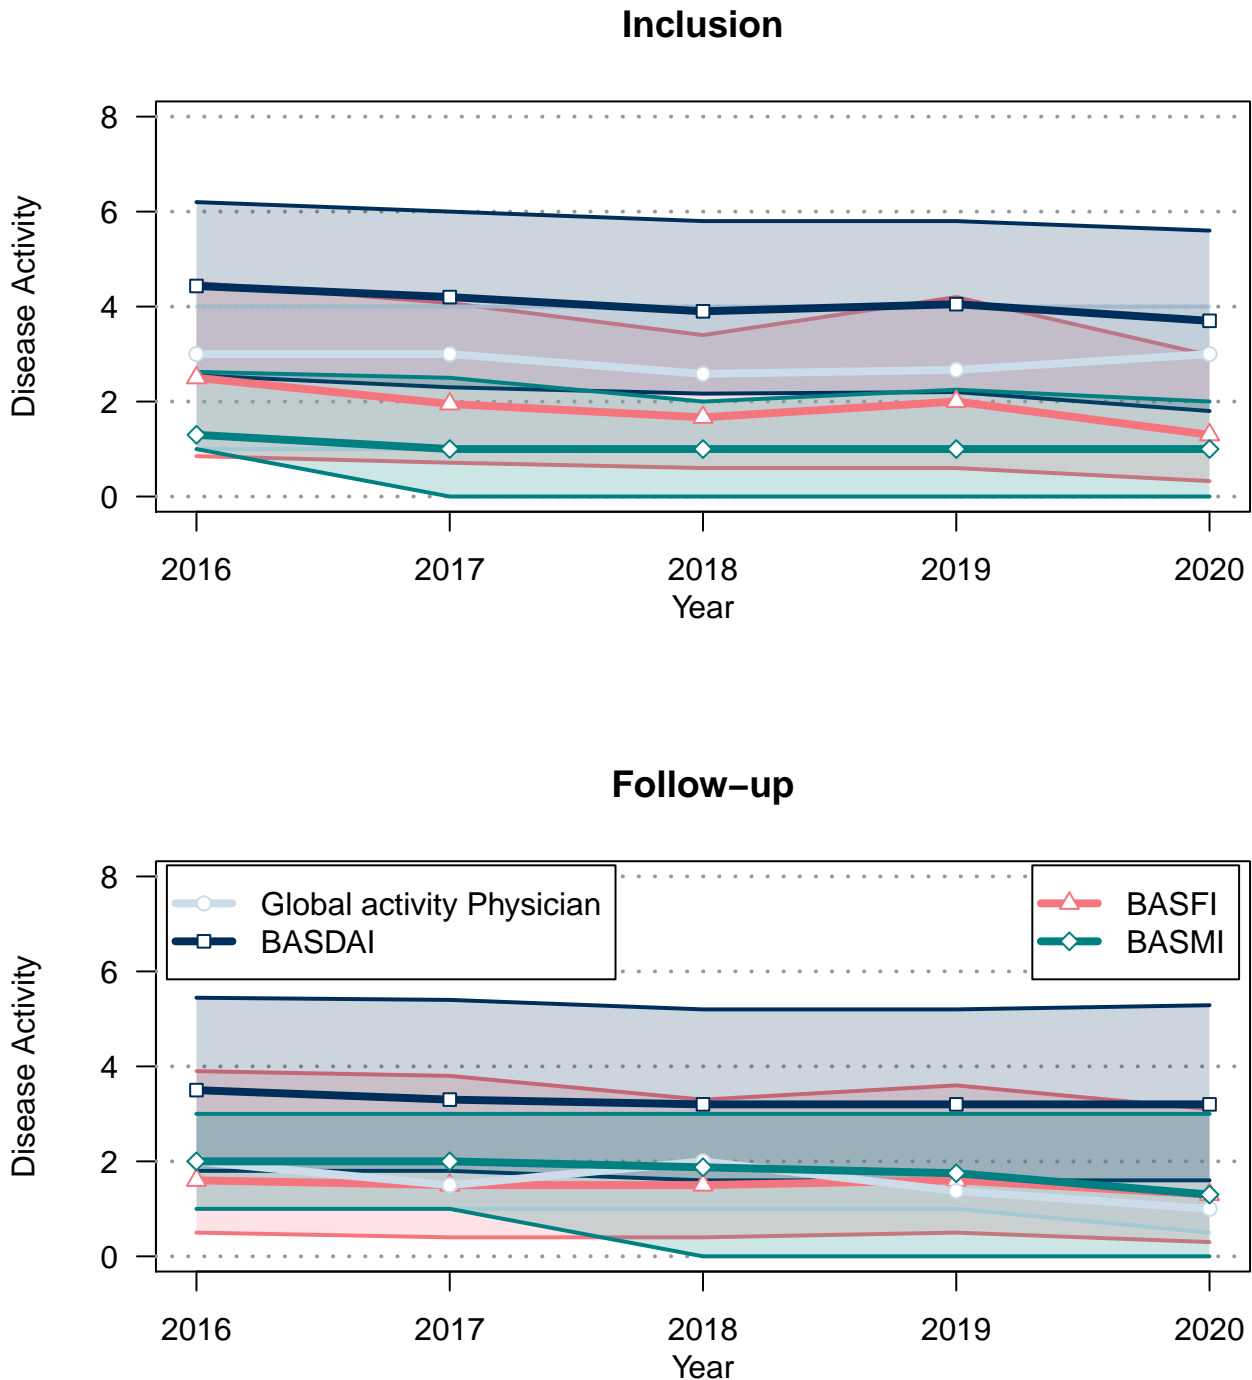 Inclusion
Disease Activity
8
6
4
2
0
2016 2017 2018 2019 2020
Year
Follow−up
Disease Activity
8
6
4
2
0
Global activity Physician
BASDAI
BASFI
BASMI
2016 2017 2018 2019 2020
Year